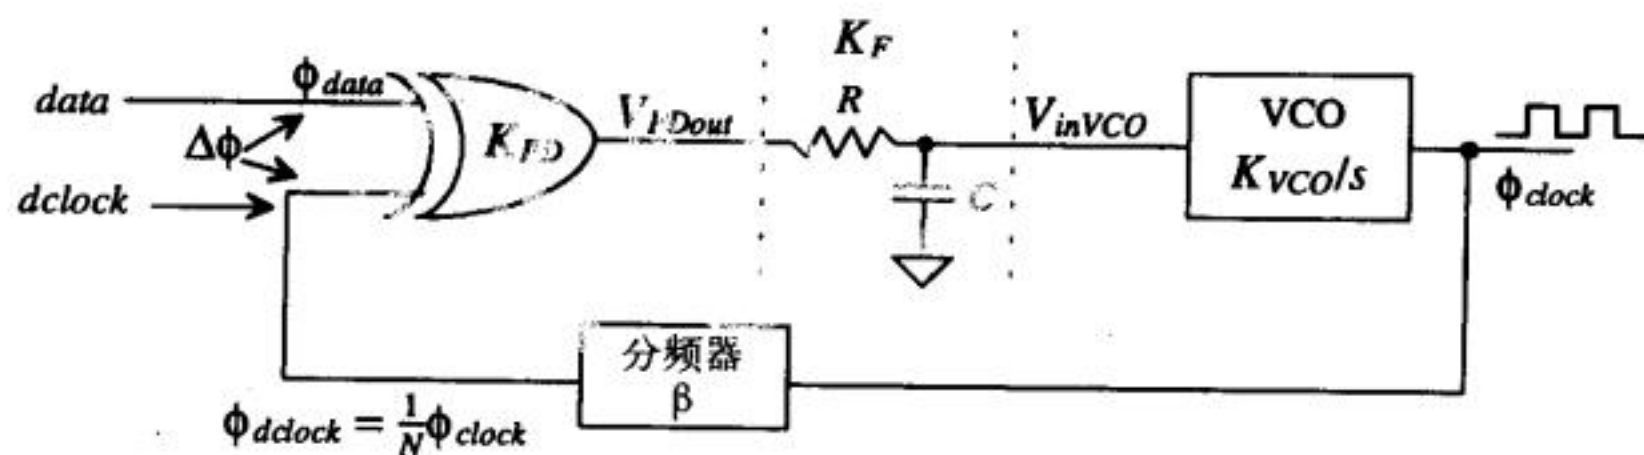 K_F
data
ϕ_data
R
V_PDout
V_inVCO
VCO
K_VCO/s
Δϕ
K_PD
dclock
C
ϕ_clock
分频器
β
ϕ_dclock = 1/N ϕ_clock